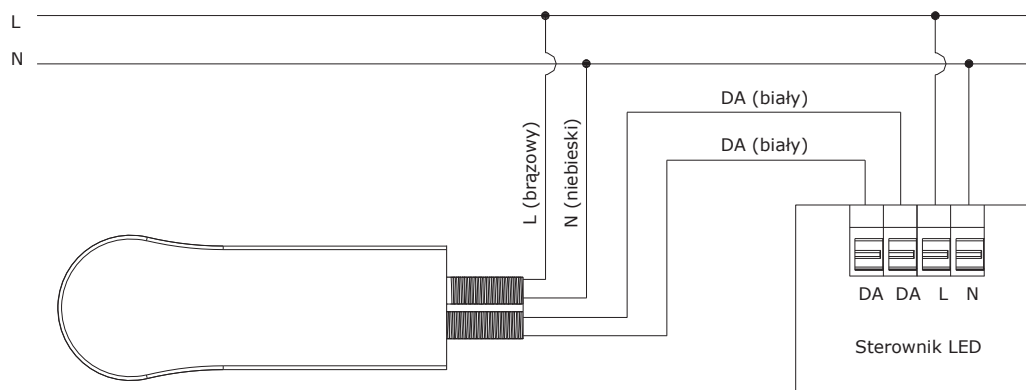 L
N
DA (biały)
DA (biały)
L (brązowy)
N (niebieski)
DA DA L N
Sterownik LED